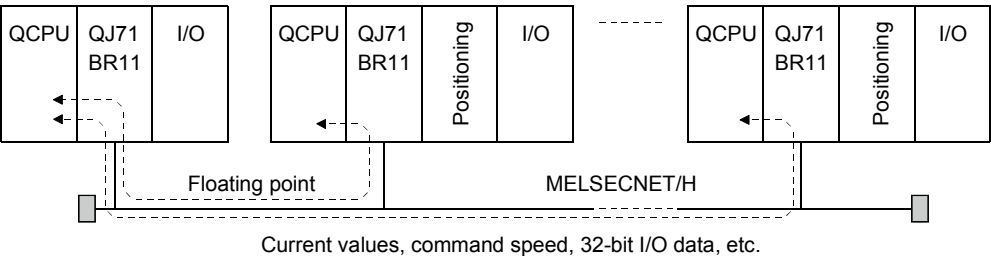 QCPU
QJ71
BR11
I/O
QCPU
QJ71
BR11
Positioning
I/O
QCPU
QJ71
BR11
Positioning
I/O
Floating point
MELSECNET/H
Current values, command speed, 32-bit I/O data, etc.